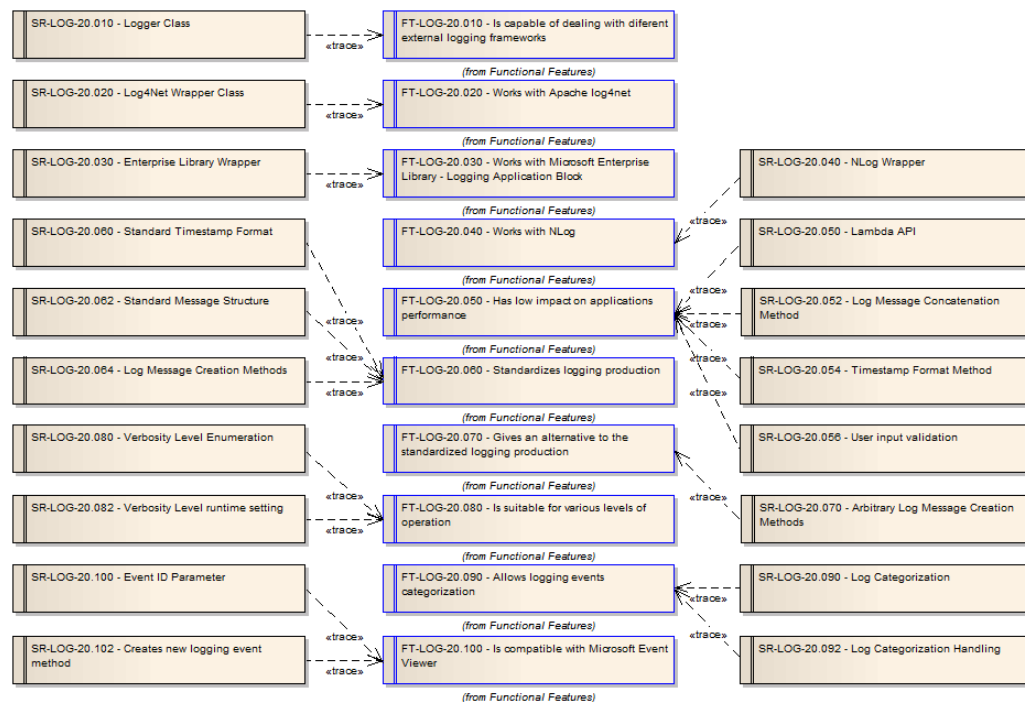 SR-LOG-20.010 - Logger Class
FT-LOG-20.010 - Is capable of dealing with diferent
external logging frameworks
«trace»
(from Functional Features)
SR-LOG-20.020 - Log4Net Wrapper Class
FT-LOG-20.020 - Works with Apache log4net
«trace»
(from Functional Features)
SR-LOG-20.030 - Enterprise Library Wrapper
FT-LOG-20.030 - Works with Microsoft Enterprise
Library - Logging Application Block
SR-LOG-20.040 - NLog Wrapper
«trace»
(from Functional Features)
«trace»
SR-LOG-20.060 - Standard Timestamp Format
FT-LOG-20.040 - Works with NLog
SR-LOG-20.050 - Lambda API
(from Functional Features)
«trace»
SR-LOG-20.062 - Standard Message Structure
FT-LOG-20.050 - Has low impact on applications
performance
SR-LOG-20.052 - Log Message Concatenation
Method
«trace»
«trace»
«trace»
(from Functional Features)
«trace»
SR-LOG-20.064 - Log Message Creation Methods
FT-LOG-20.060 - Standardizes logging production
SR-LOG-20.054 - Timestamp Format Method
«trace»
«trace»
(from Functional Features)
SR-LOG-20.080 - Verbosity Level Enumeration
FT-LOG-20.070 - Gives an alternative to the
standardized logging production
SR-LOG-20.056 - User input validation
(from Functional Features)
«trace»
«trace»
SR-LOG-20.082 - Verbosity Level runtime setting
FT-LOG-20.080 - Is suitable for various levels of
operation
SR-LOG-20.070 - Arbitrary Log Message Creation
Methods
«trace»
(from Functional Features)
SR-LOG-20.100 - Event ID Parameter
FT-LOG-20.090 - Allows logging events
categorization
SR-LOG-20.090 - Log Categorization
«trace»
(from Functional Features)
«trace»
«trace»
SR-LOG-20.102 - Creates new logging event
method
FT-LOG-20.100 - Is compatible with Microsoft Event
Viewer
SR-LOG-20.092 - Log Categorization Handling
«trace»
(from Functional Features)